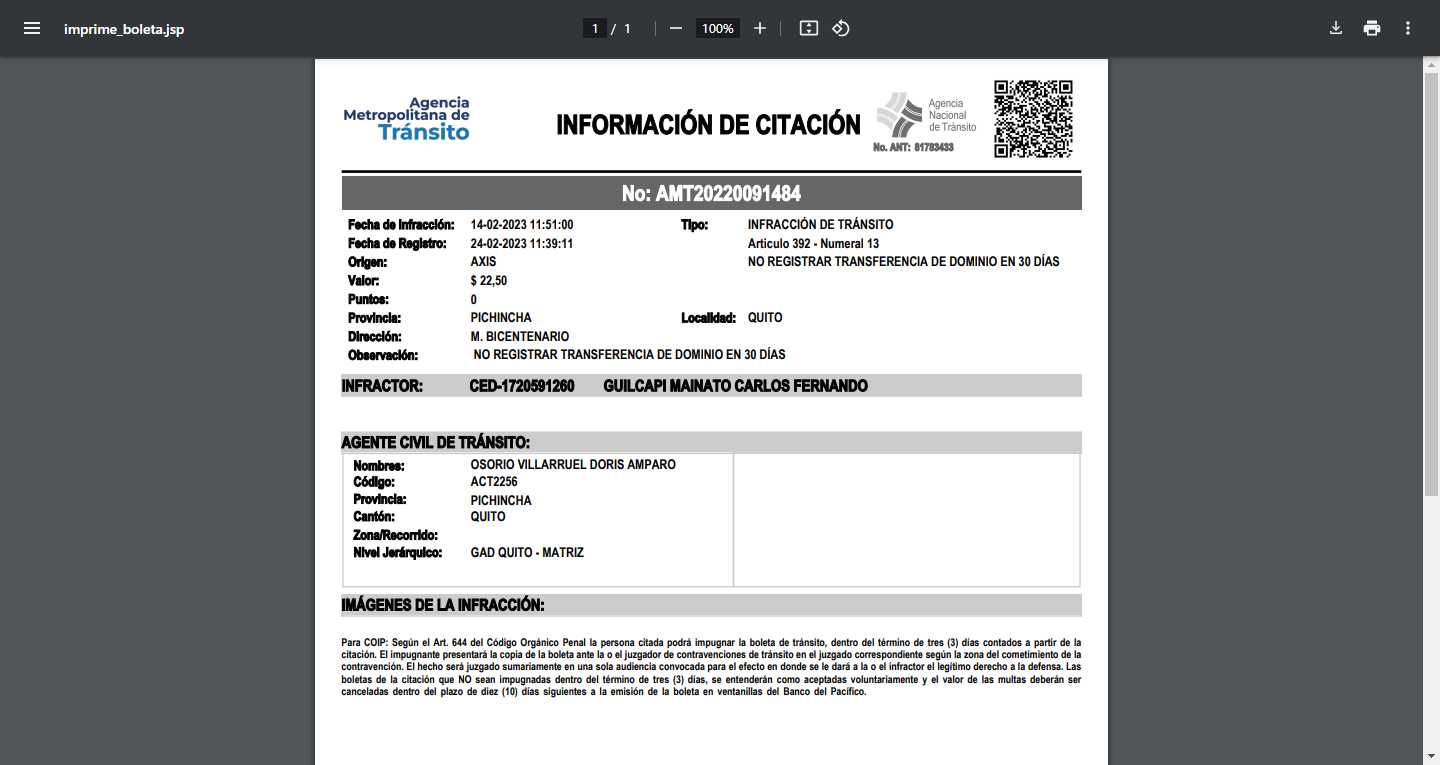 imprime_boleta.jsp
1 / 1
100%
Agencia
Metropolitana de
Tránsito
INFORMACIÓN DE CITACIÓN
Agencia
Nacional
de Trànsito
No. ANT: 81783433
No: AMT20220091484
Fecha de Infracción: 14-02-2023 11:51:00 Tipo: INFRACCIÓN DE TRÁNSITO
Fecha de Registro: 24-02-2023 11:39:11 Articulo 392 - Numeral 13
Origen: AXIS NO REGISTRAR TRANSFERENCIA DE DOMINIO EN 30 DÍAS
Valor: $ 22,50
Puntos: 0
Provincia: PICHINCHA Localidad: QUITO
Dirección: M. BICENTENARIO
Observación: NO REGISTRAR TRANSFERENCIA DE DOMINIO EN 30 DÍAS
INFRACTOR: CED-1720591260 GUILCAPI MAINATO CARLOS FERNANDO
AGENTE CIVIL DE TRÁNSITO:
Nombres: OSORIO VILLARRUEL DORIS AMPARO
Código: ACT2256
Provincia: PICHINCHA
Cantón: QUITO
Zona/Recorrido:
Nivel Jerárquico: GAD QUITO - MATRIZ
IMÁGENES DE LA INFRACCIÓN:
Para COIP: Según el Art. 644 del Código Orgánico Penal la persona citada podrá impugnar la boleta de tránsito, dentro del término de tres (3) días contados a partir de la
citación. El impugnante presentará la copia de la boleta ante la o el juzgador de contravenciones de tránsito en el juzgado correspondiente según la zona del cometimiento de la
contravención. El hecho será juzgado sumariamente en una sola audiencia convocada para el efecto en donde se le dará a la o el infractor el legítimo derecho a la defensa. Las
boletas de la citación que NO sean impugnadas dentro del término de tres (3) días, se entenderán como aceptadas voluntariamente y el valor de las multas deberán ser
canceladas dentro del plazo de diez (10) días siguientes a la emisión de la boleta en ventanillas del Banco del Pacífico.